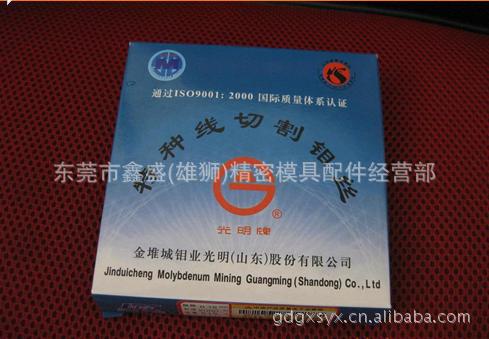 通过ISO9001:2000 国际质量体系认证
特种线切割钼丝
东莞市鑫盛(雄狮)精密模具配件经营部
®
光明牌
金堆城钼业光明(山东)股份有限公司
Jinduicheng Molybdenum Mining Guangming (Shandong) Co., Ltd
gdgxsyjx.cn.alibaba.com